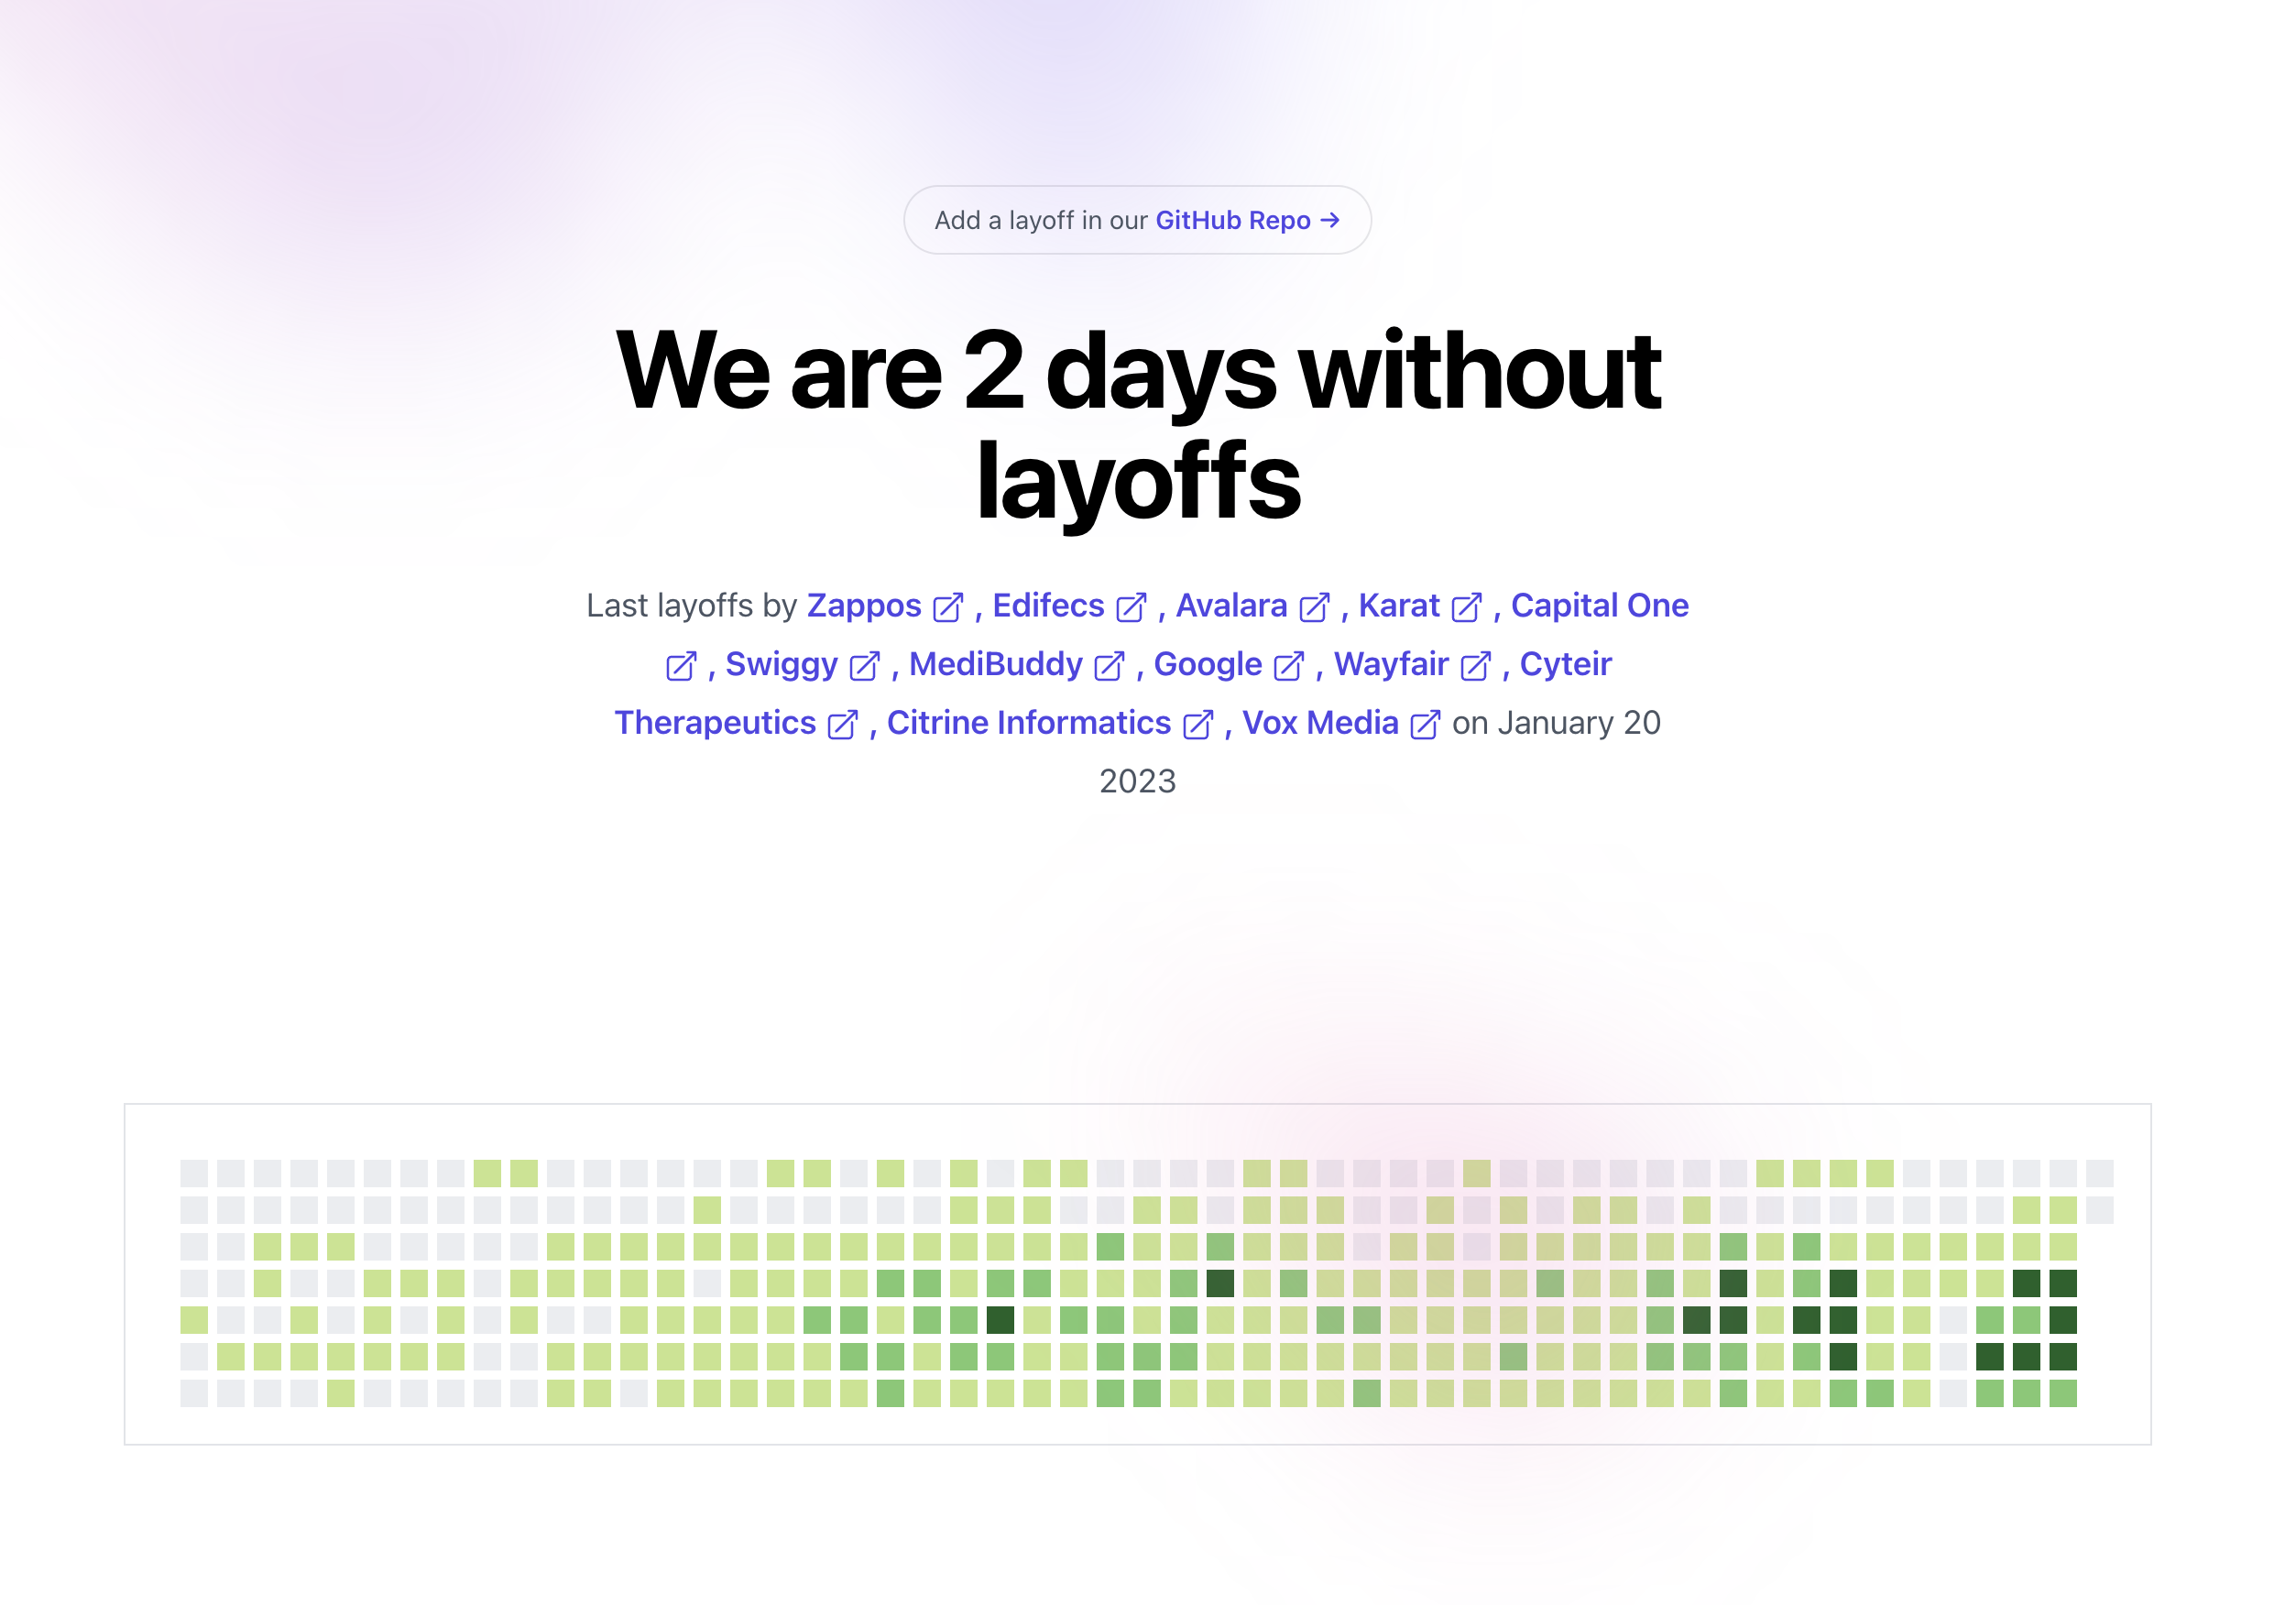 Add a layoff in our GitHub Repo →
We are 2 days without
layoffs
Last layoffs by Zappos , Edifecs , Avalara , Karat , Capital One
, Swiggy , MediBuddy , Google , Wayfair , Cyteir
Therapeutics , Citrine Informatics , Vox Media on January 20
2023